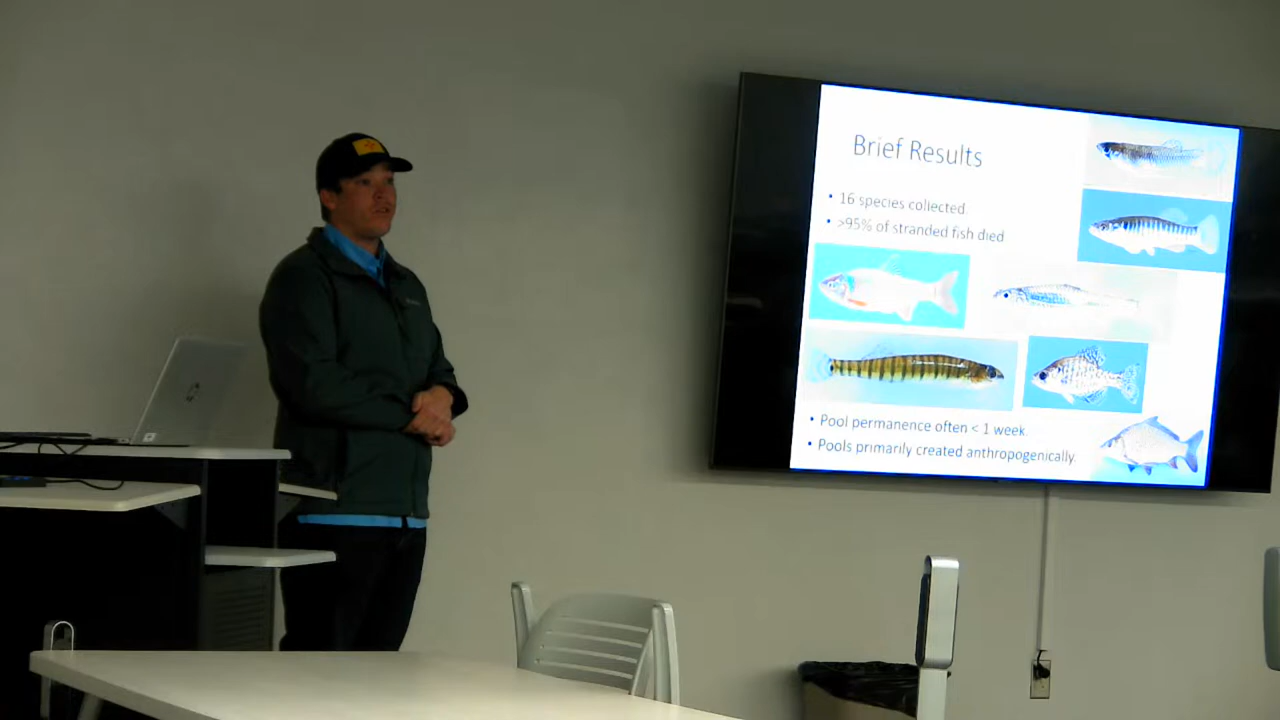 Brief Results
• 16 species collected.
• >95% of stranded fish died
• Pool permanence often < 1 week.
• Pools primarily created anthropogenically.